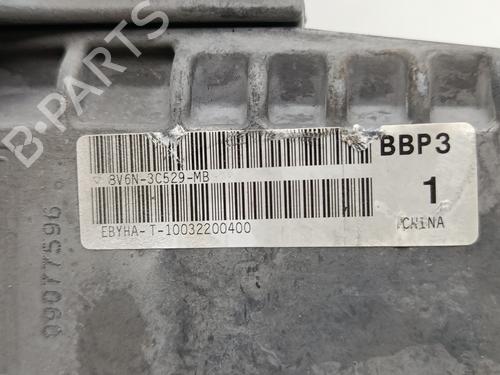 B-PARTS
8V6N-3C529-MB
BBP3
EBYHA-T-10032200400
1
CHINA
09077596